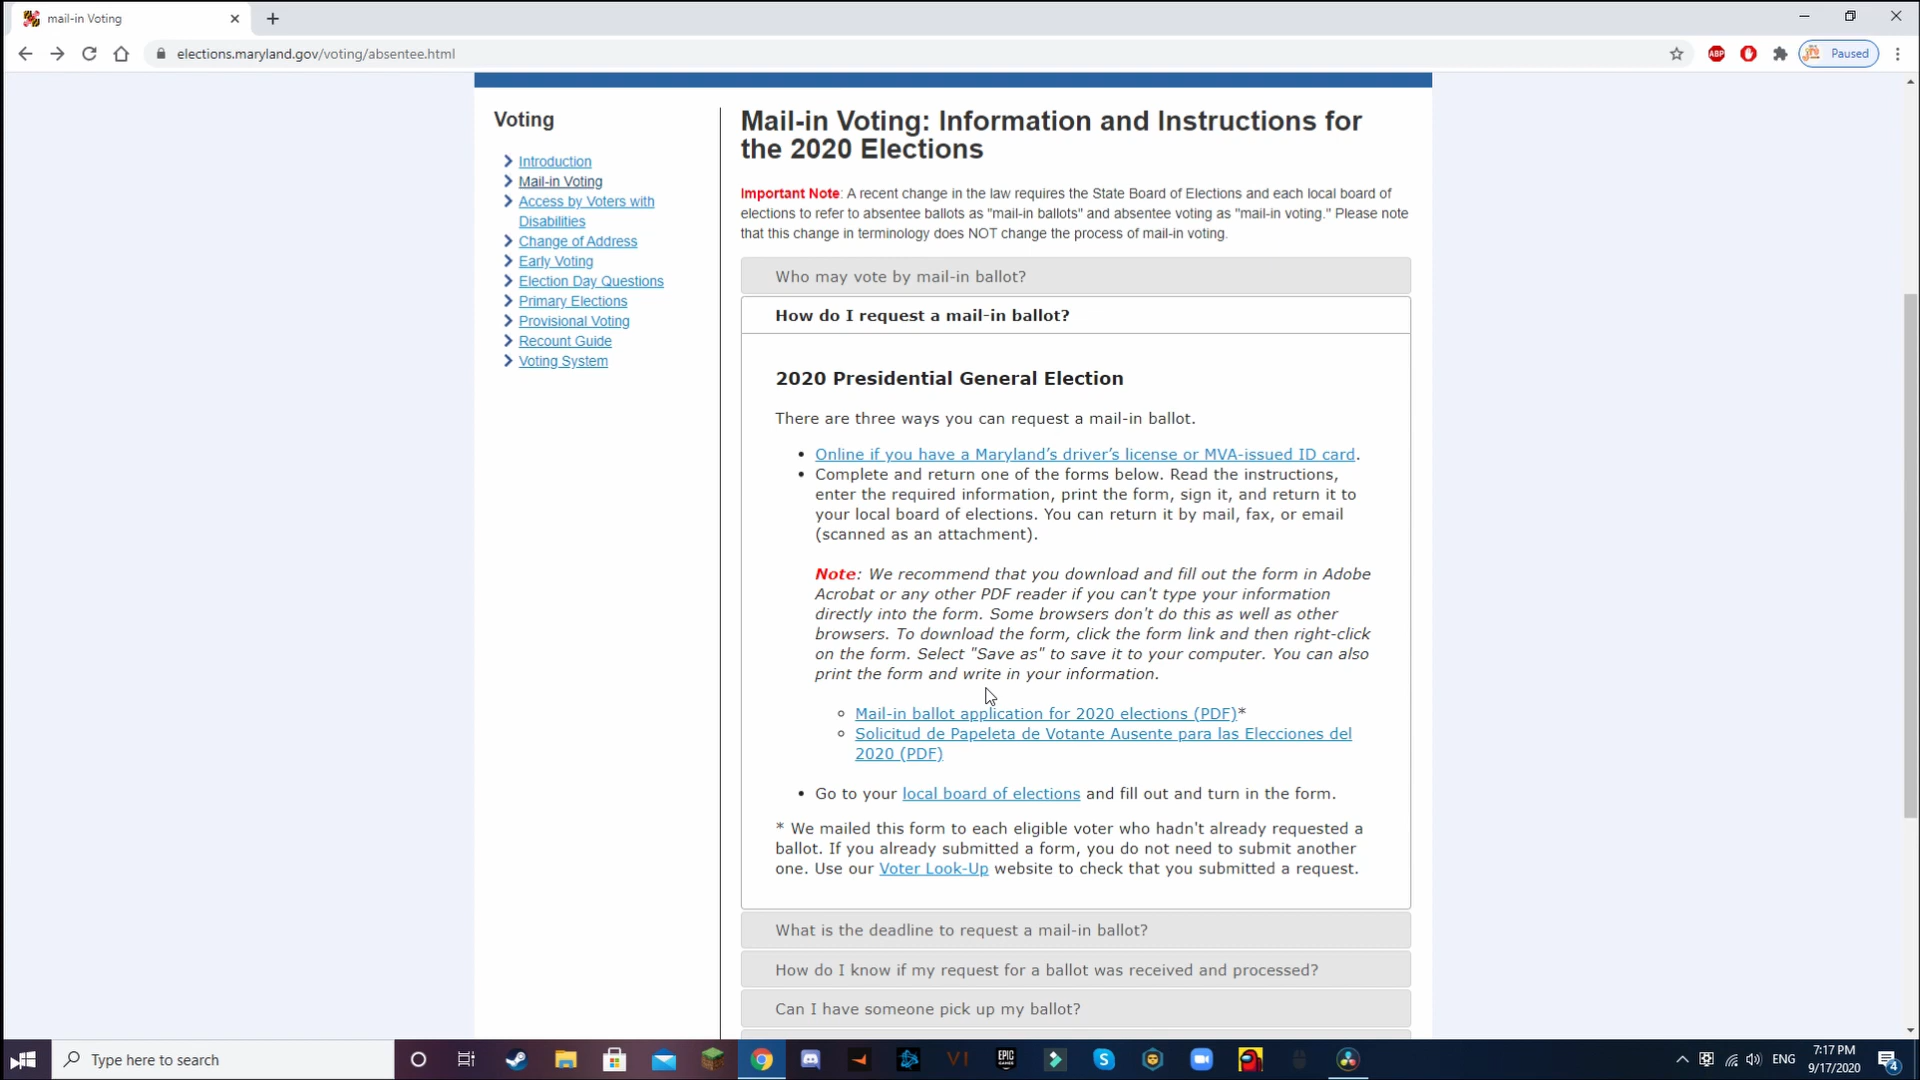 mail-in Voting
elections.maryland.gov/voting/absentee.html
ABP
Paused
Voting
Introduction
Mail-in Voting
Access by Voters with
Disabilities
Change of Address
Early Voting
Election Day Questions
Primary Elections
Provisional Voting
Recount Guide
Voting System
Mail-in Voting: Information and Instructions for
the 2020 Elections
Important Note: A recent change in the law requires the State Board of Elections and each local board of
elections to refer to absentee ballots as "mail-in ballots" and absentee voting as "mail-in voting." Please note
that this change in terminology does NOT change the process of mail-in voting.
Who may vote by mail-in ballot?
How do I request a mail-in ballot?
2020 Presidential General Election
There are three ways you can request a mail-in ballot.
• Online if you have a Maryland’s driver’s license or MVA-issued ID card.
• Complete and return one of the forms below. Read the instructions,
enter the required information, print the form, sign it, and return it to
your local board of elections. You can return it by mail, fax, or email
(scanned as an attachment).
Note: We recommend that you download and fill out the form in Adobe
Acrobat or any other PDF reader if you can't type your information
directly into the form. Some browsers don't do this as well as other
browsers. To download the form, click the form link and then right-click
on the form. Select "Save as" to save it to your computer. You can also
print the form and write in your information.
Mail-in ballot application for 2020 elections (PDF)*
Solicitud de Papeleta de Votante Ausente para las Elecciones del
2020 (PDF)
• Go to your local board of elections and fill out and turn in the form.
* We mailed this form to each eligible voter who hadn't already requested a
ballot. If you already submitted a form, you do not need to submit another
one. Use our Voter Look-Up website to check that you submitted a request.
What is the deadline to request a mail-in ballot?
How do I know if my request for a ballot was received and processed?
Can I have someone pick up my ballot?
Type here to search
VI
EPIC
ENG
7:17 PM
9/17/2020
4